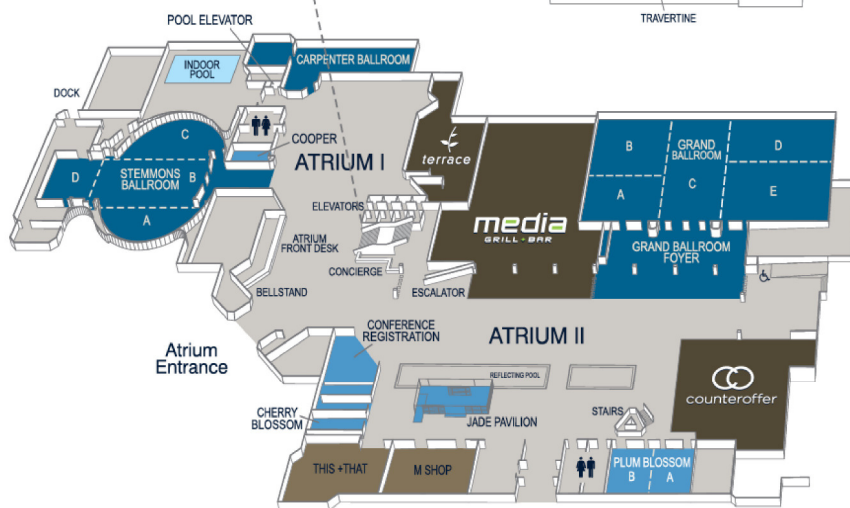 TRAVERTINE
POOL ELEVATOR
INDOOR
POOL
CARPENTER BALLROOM
DOCK
C
COOPER
ATRIUM I
terrace
STEMMONS
BALLROOM
D
B
A
ELEVATORS
ATRIUM
FRONT DESK
CONCIERGE
BELLSTAND
ESCALATOR
media
GRILL + BAR
B
GRAND
BALLROOM
D
A
C
E
GRAND BALLROOM
FOYER
Atrium
Entrance
CONFERENCE
REGISTRATION
ATRIUM II
REFLECTING POOL
CHERRY
BLOSSOM
JADE PAVILION
STAIRS
counteroffer
THIS +THAT
M SHOP
PLUM BLOSSOM
B
A